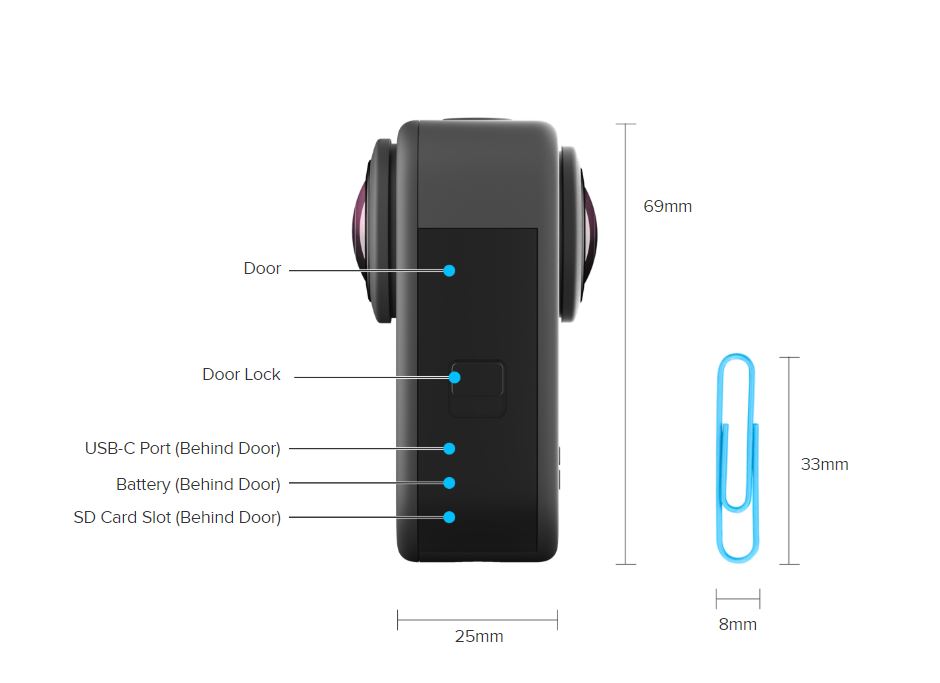 69mm
Door
Door Lock
USB-C Port (Behind Door)
33mm
Battery (Behind Door)
SD Card Slot (Behind Door)
8mm
25mm